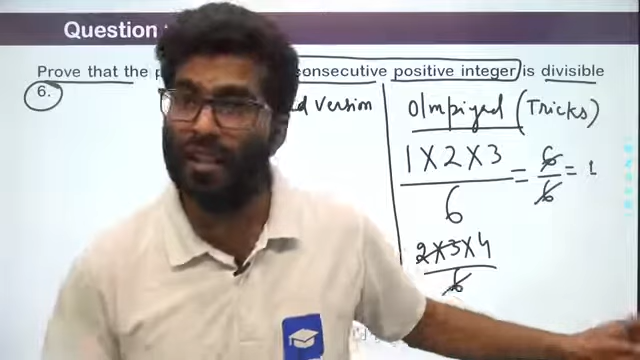 Question
Prove that the consecutive positive integer is divisible
6.
Version
Olmpiyad (Tricks)
1 X 2 X 3 / 6 = 6/6 = 1
2 X 3 X 4 / 6